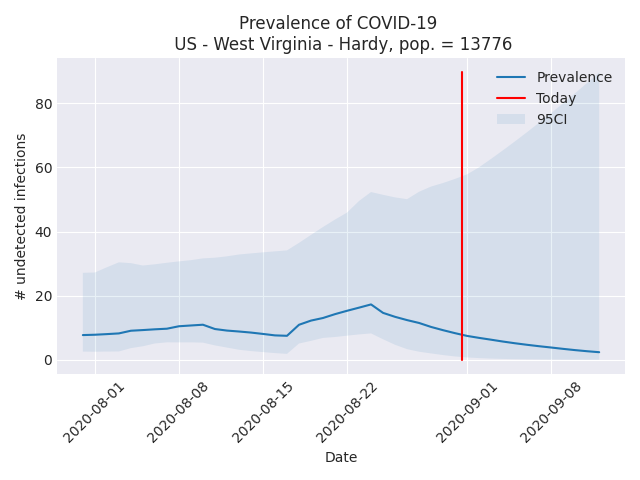 Prevalence of COVID-19
US - West Virginia - Hardy, pop. = 13776
Prevalence
Today
95CI
# undetected infections
80
60
40
20
0
2020-08-01
2020-08-08
2020-08-15
2020-08-22
2020-09-01
2020-09-08
Date